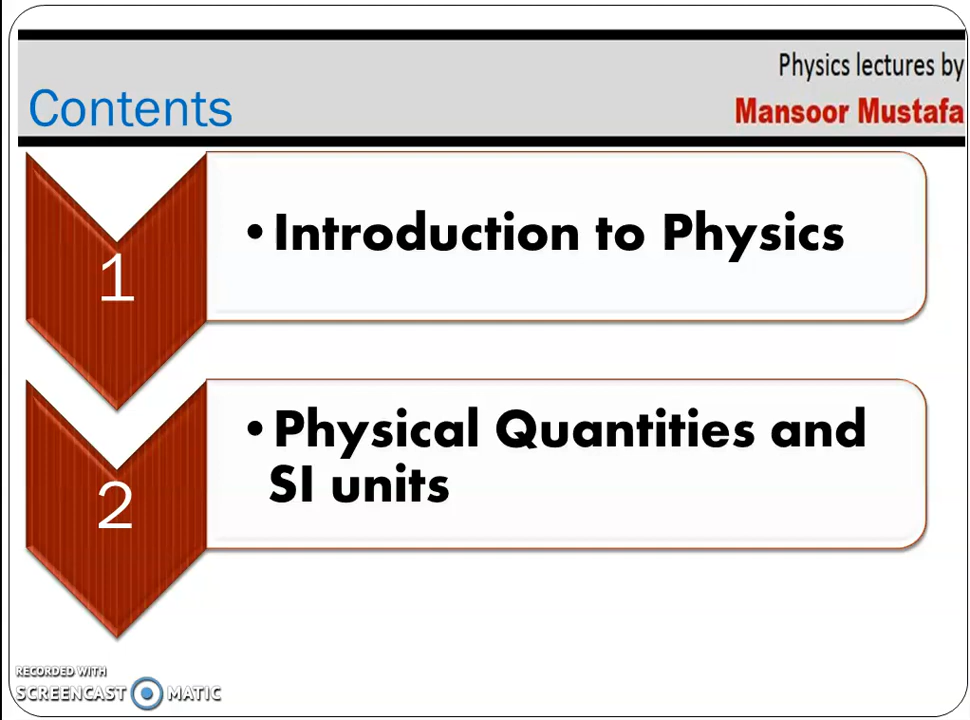 Physics lectures by
Contents
Mansoor Mustafa
1
•Introduction to Physics
2
•Physical Quantities and
SI units
RECORDED WITH
SCREENCAST MATIC